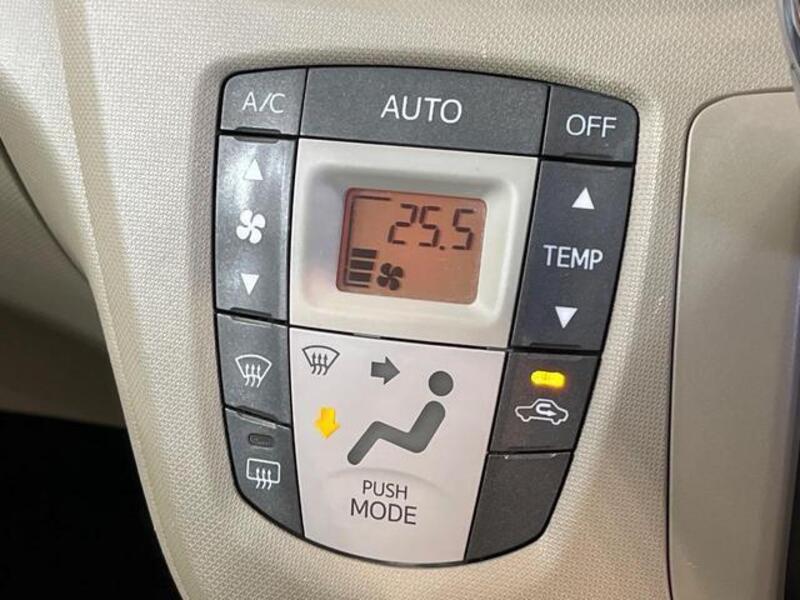 A/C
AUTO
OFF
25.5
TEMP
PUSH
MODE